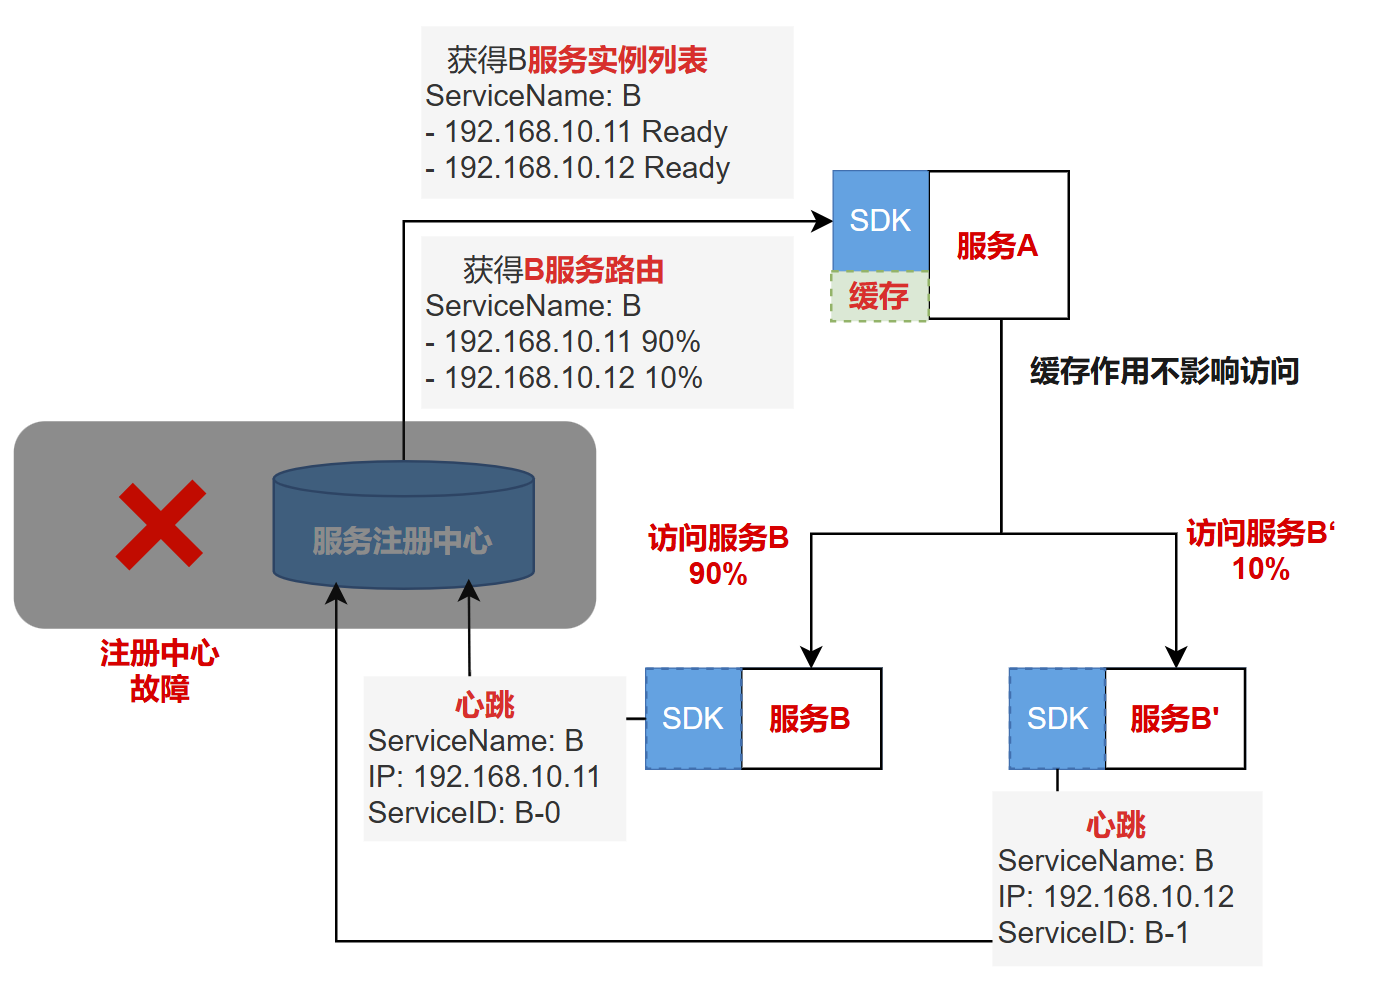 获得B服务实例列表
ServiceName: B
- 192.168.10.11 Ready
- 192.168.10.12 Ready
SDK
服务A
缓存
获得B服务路由
ServiceName: B
- 192.168.10.11 90%
- 192.168.10.12 10%
缓存作用不影响访问
服务注册中心
注册中心
故障
访问服务B
90%
访问服务B‘
10%
心跳
ServiceName: B
IP: 192.168.10.11
ServiceID: B-0
SDK
服务B
SDK
服务B'
心跳
ServiceName: B
IP: 192.168.10.12
ServiceID: B-1